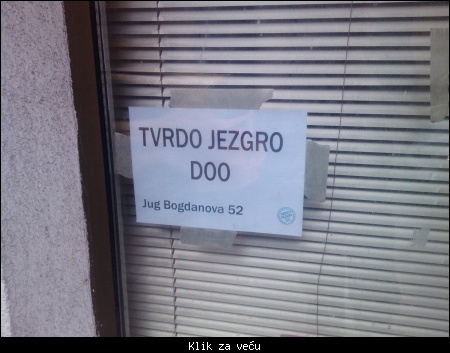 TVRDO JEZGRO
DOO
Jug Bogdanova 52
Klik za veću